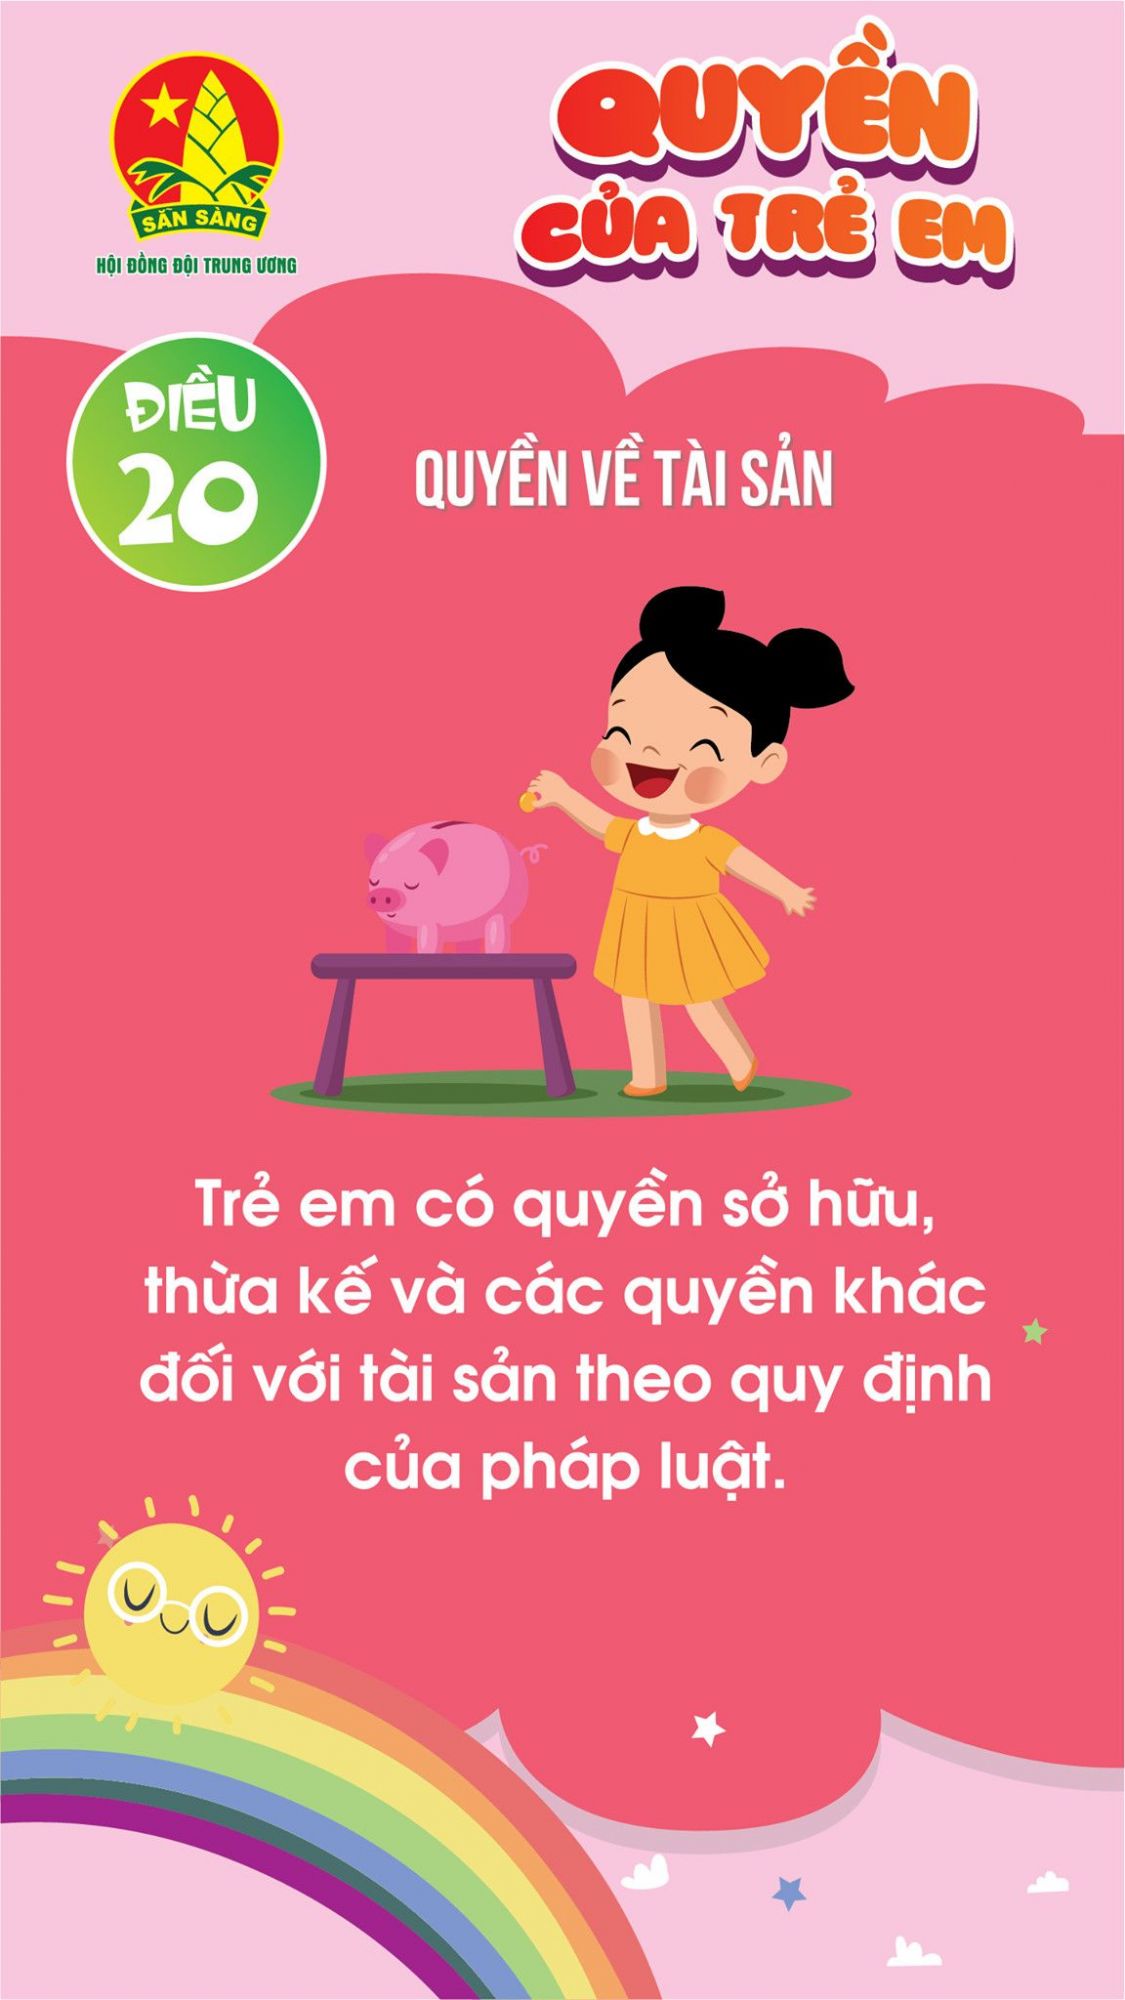 SẴN SÀNG
HỘI ĐỒNG ĐỘI TRUNG ƯƠNG
QUYỀN
CỦA TRẺ EM
ĐIỀU
20
QUYỀN VỀ TÀI SẢN
Trẻ em có quyền sở hữu,
thừa kế và các quyền khác
đối với tài sản theo quy định
của pháp luật.